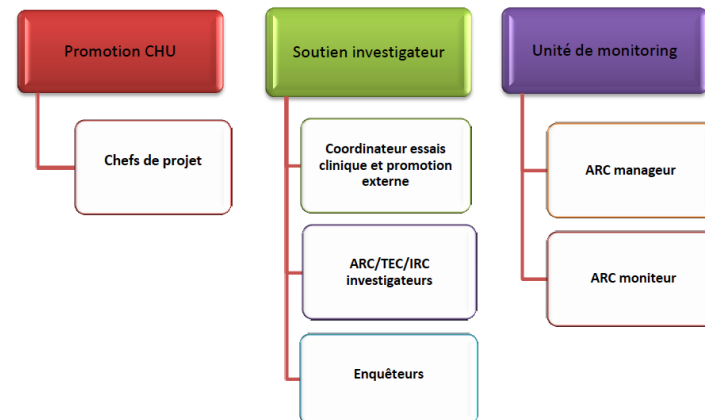 Promotion CHU
Chefs de projet
Soutien investigateur
Coordinateur essais
clinique et promotion
externe
ARC/TEC/IRC
investigateurs
Enquêteurs
Unité de monitoring
ARC manageur
ARC moniteur